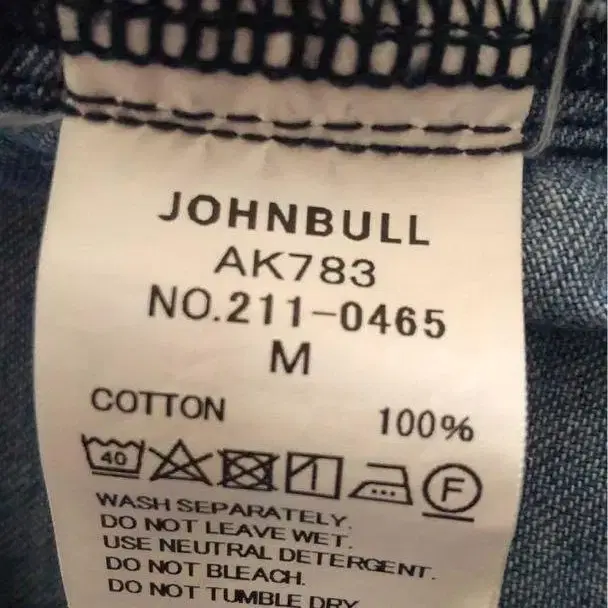 JOHNBULL
AK783
NO.211-0465
M
COTTON 100%
40 F
WASH SEPARATELY.
DO NOT LEAVE WET.
USE NEUTRAL DETERGENT.
DO NOT BLEACH.
DO NOT TUMBLE DRY